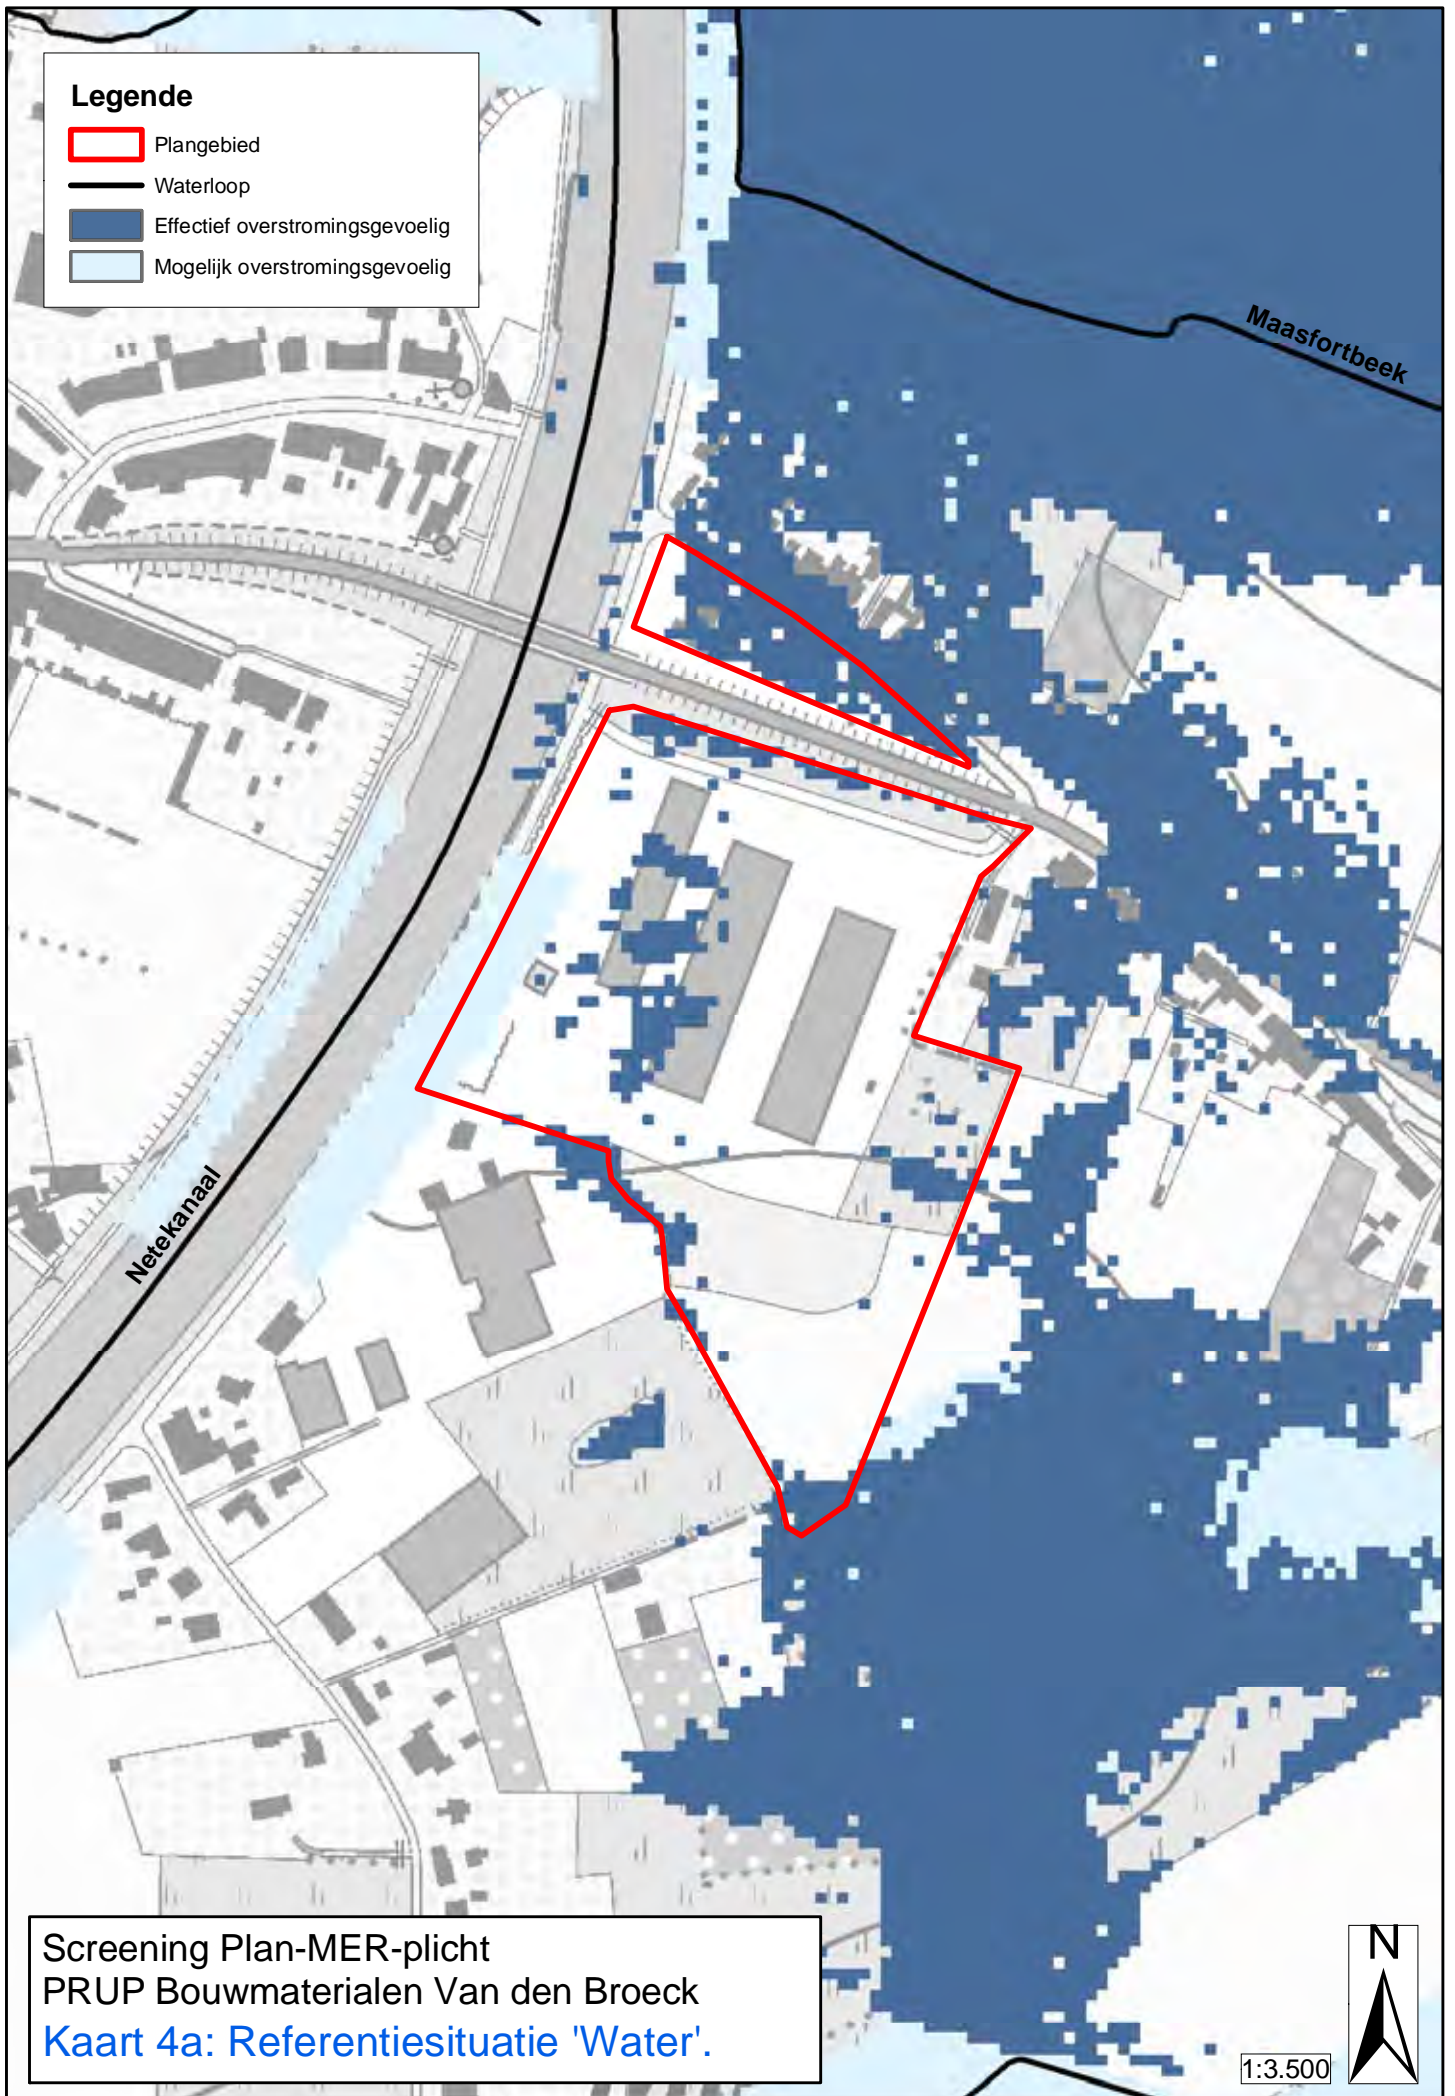 Legende
Plangebied
Waterloop
Effectief overstromingsgevoelig
Mogelijk overstromingsgevoelig
Maasfortbeek
Netekanaal
Screening Plan-MER-plicht
PRUP Bouwmaterialen Van den Broeck
Kaart 4a: Referentiesituatie 'Water'.
N
1:3.500